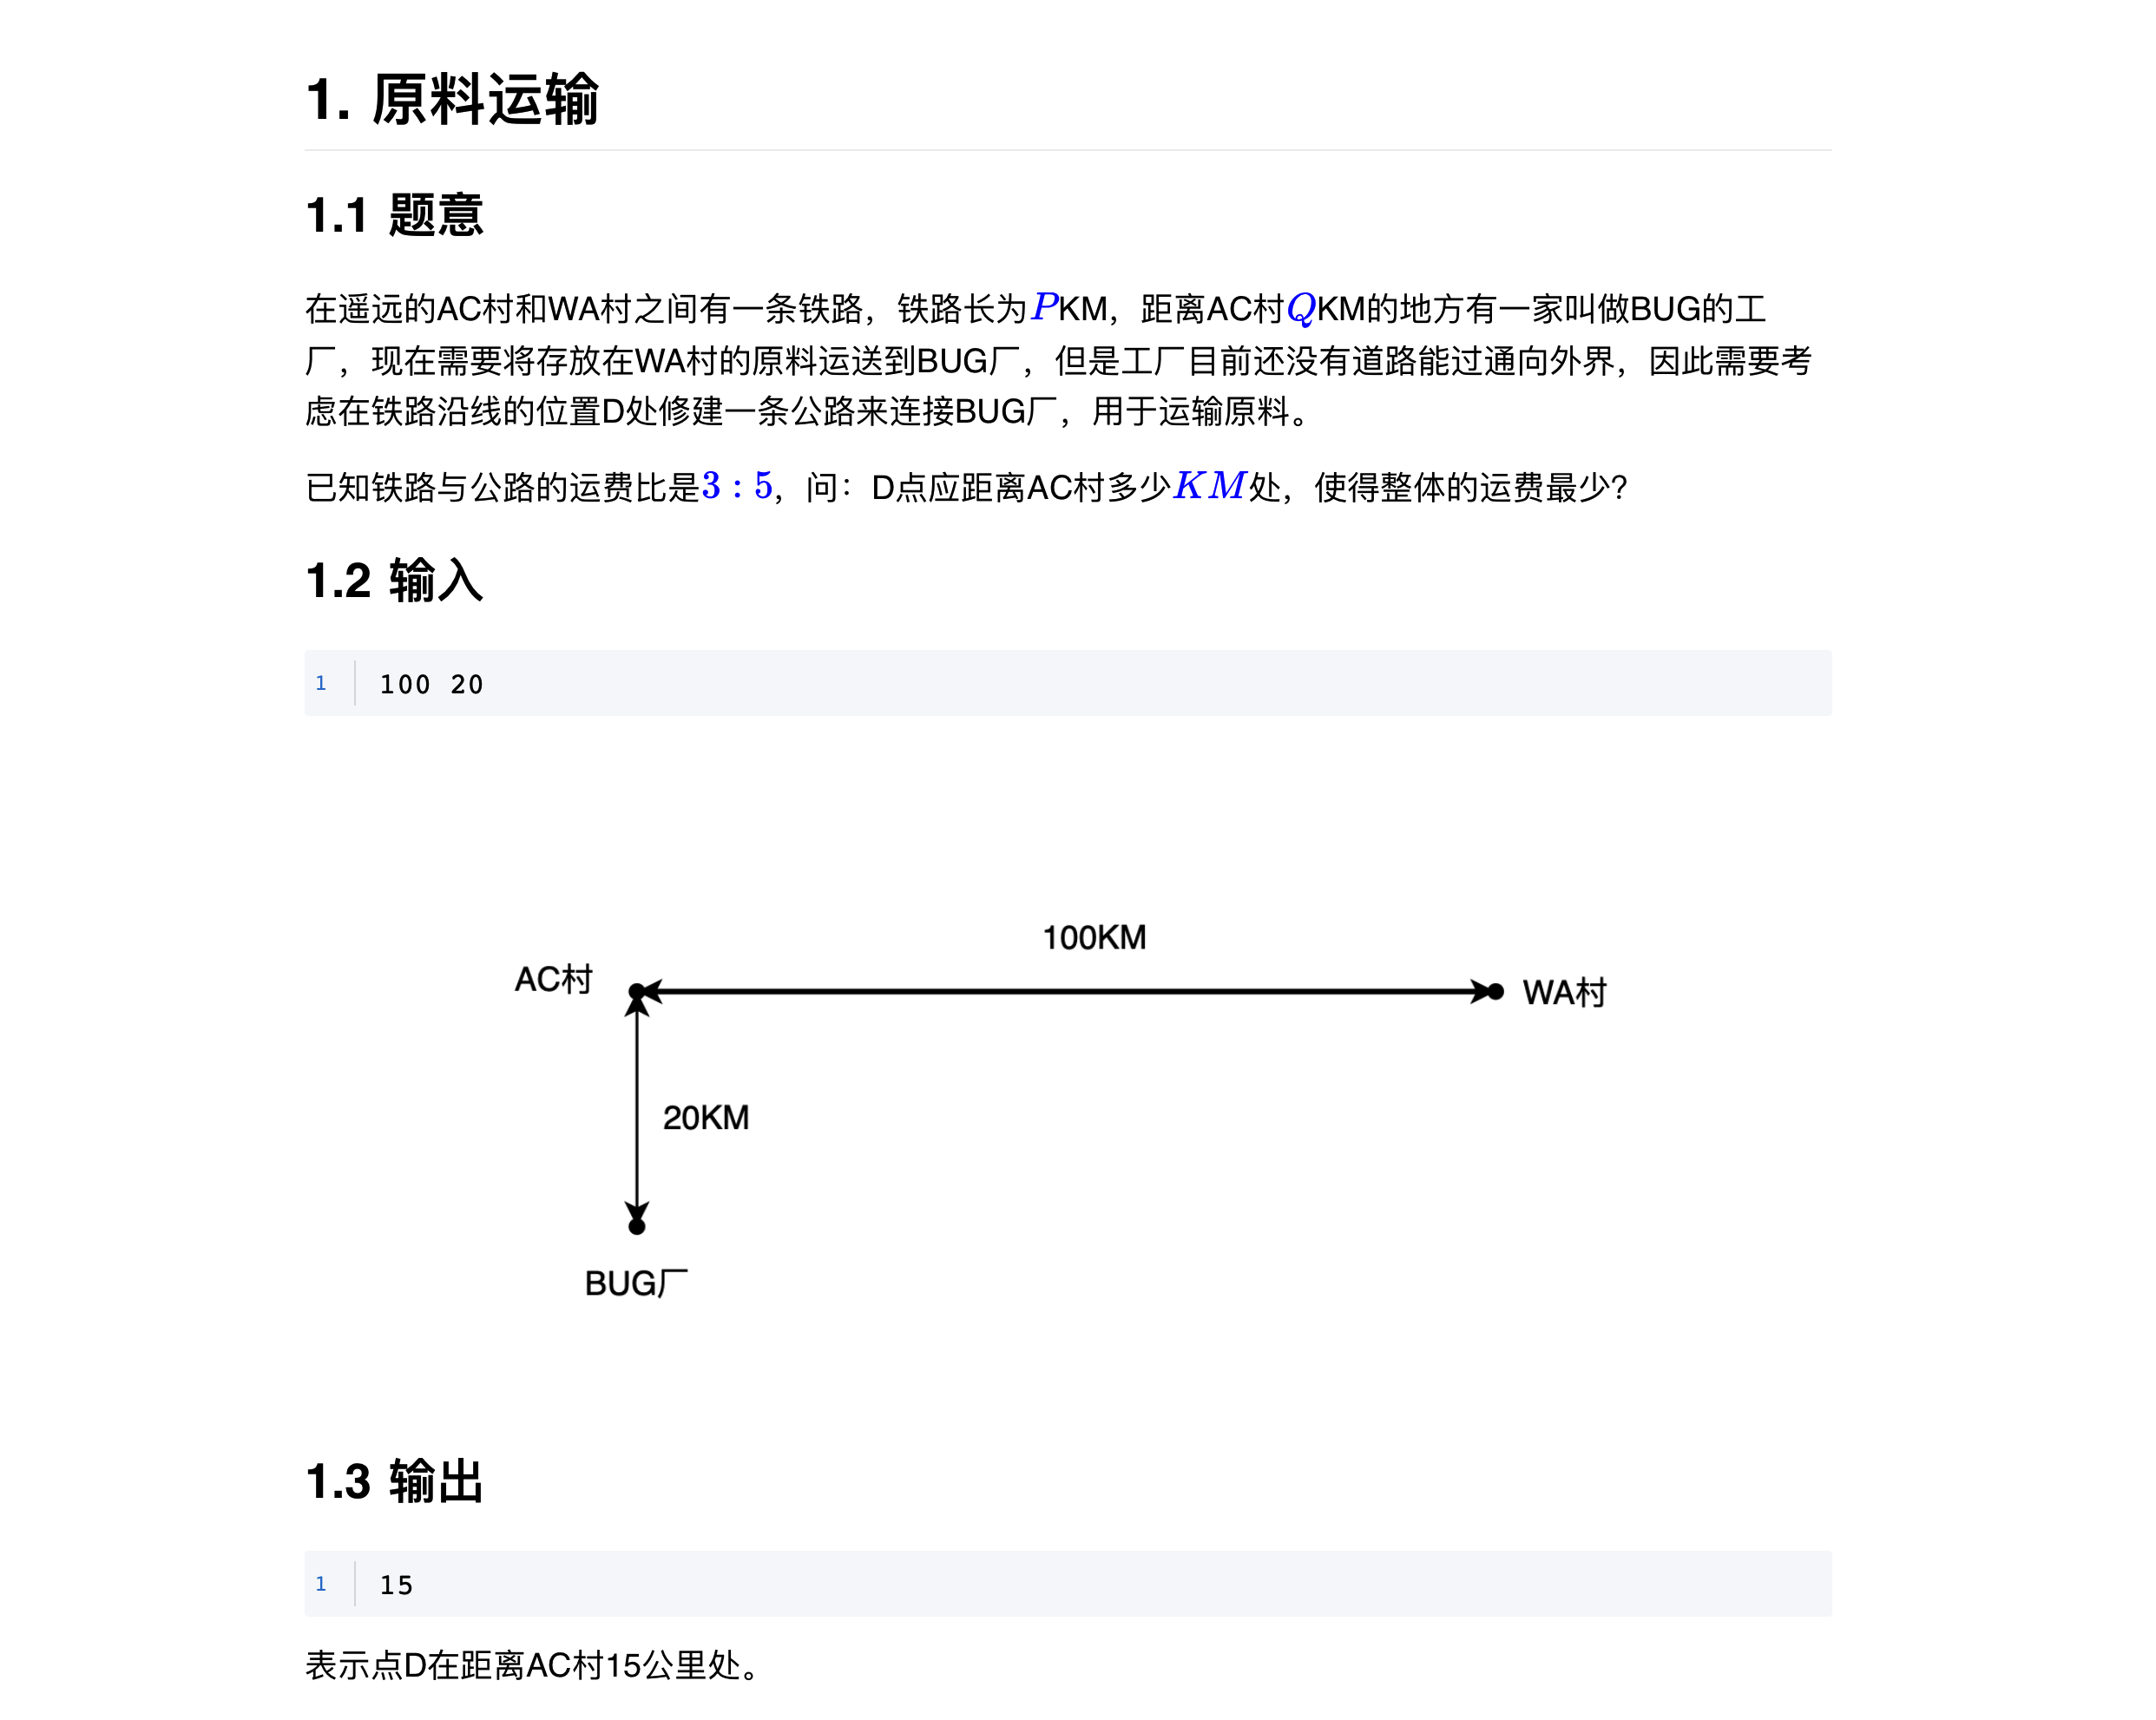 1. 原料运输
1.1 题意
在遥远的AC村和WA村之间有一条铁路，铁路长为PKM，距离AC村QKM的地方有一家叫做BUG的工
厂，现在需要将存放在WA村的原料运送到BUG厂，但是工厂目前还没有道路能过通向外界，因此需要考
虑在铁路沿线的位置D处修建一条公路来连接BUG厂，用于运输原料。
已知铁路与公路的运费比是3 : 5，问：D点应距离AC村多少KM处，使得整体的运费最少？
1.2 输入
1 100 20
100KM
AC村
WA村
20KM
BUG厂
1.3 输出
1 15
表示点D在距离AC村15公里处。